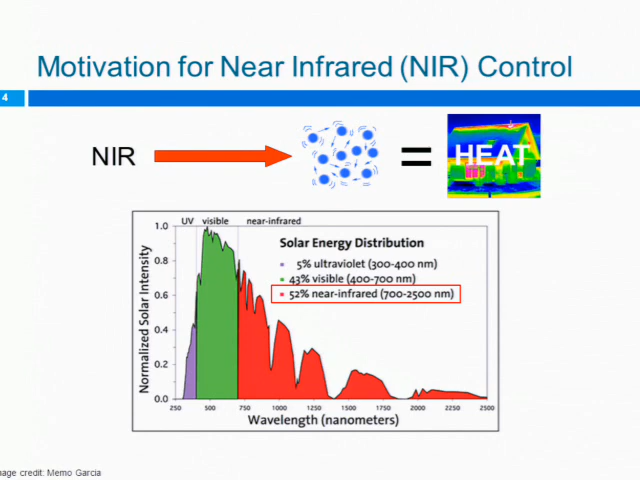 Motivation for Near Infrared (NIR) Control
4
NIR
=
HEAT
UV visible near-infrared
Solar Energy Distribution
5% ultraviolet (300-400 nm)
43% visible (400-700 nm)
52% near-infrared (700-2500 nm)
Normalized Solar Intensity
1.0
0.8
0.6
0.4
0.2
0.0
250 500 750 1000 1250 1500 1750 2000 2250 2500
Wavelength (nanometers)
mage credit: Memo Garcia